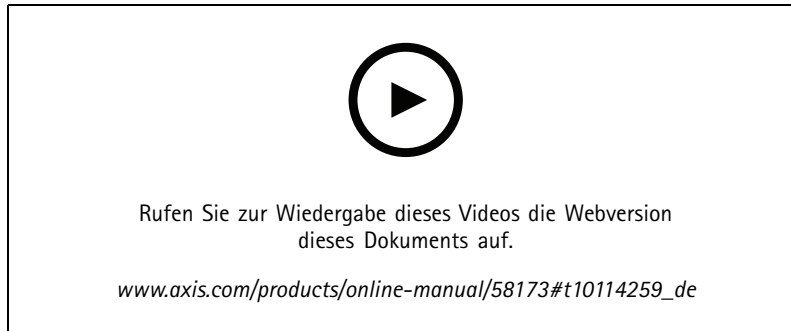 Rufen Sie zur Wiedergabe dieses Videos die Webversion
dieses Dokuments auf.
www.axis.com/products/online-manual/58173#t10114259_de